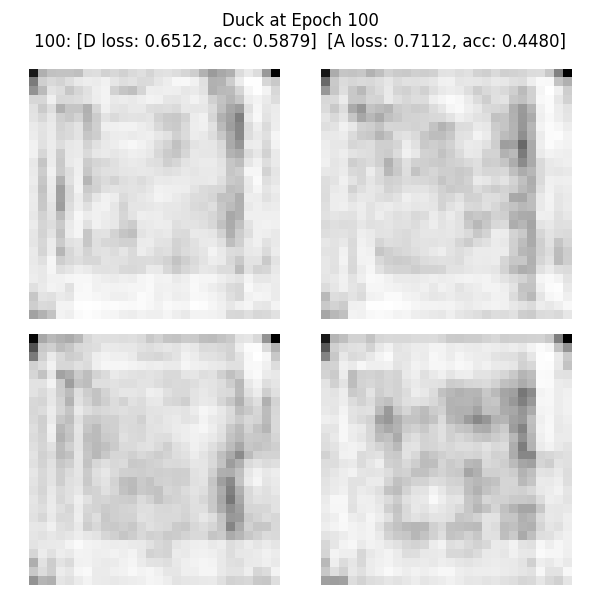 Duck at Epoch 100
100: [D loss: 0.6512, acc: 0.5879]  [A loss: 0.7112, acc: 0.4480]